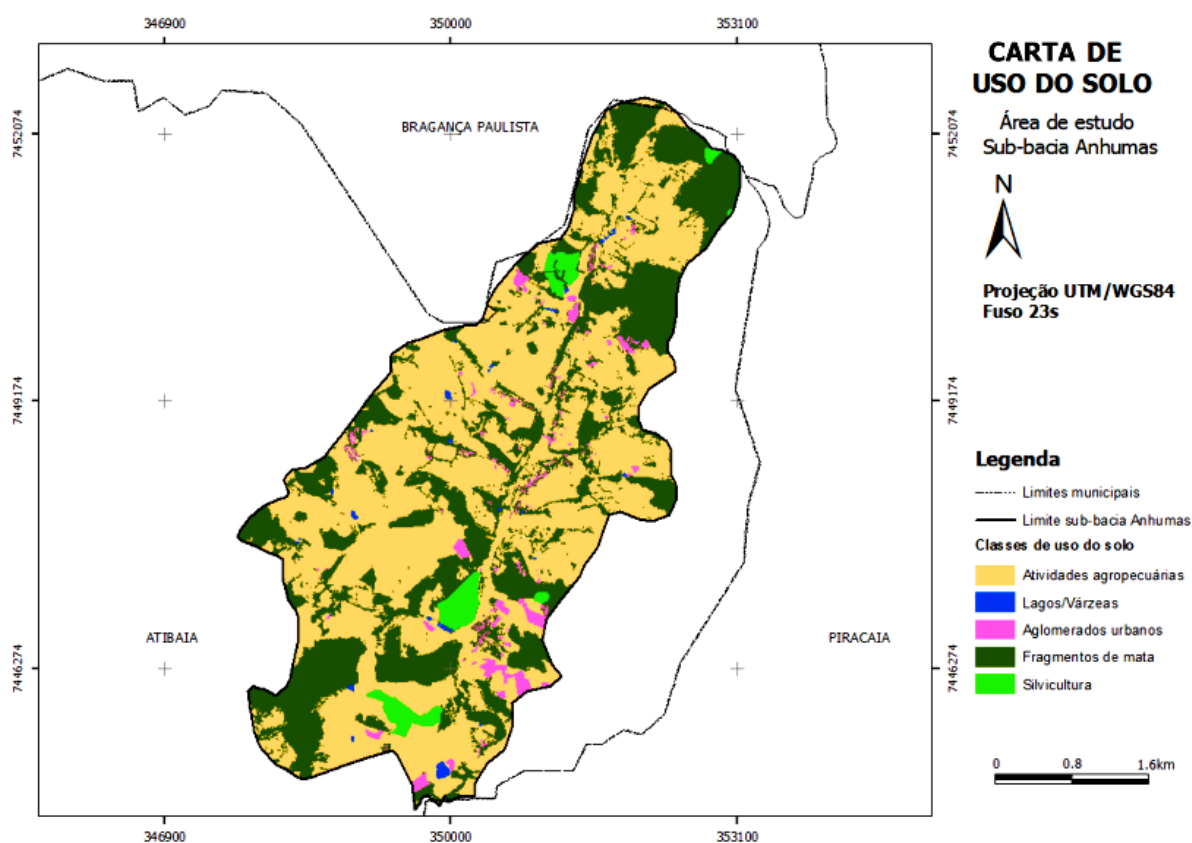 346900
350000
353100
CARTA DE
USO DO SOLO
Área de estudo
Sub-bacia Anhumas
N
Projeção UTM/WGS84
Fuso 23s
7452074
BRAGANÇA PAULISTA
7452074
7449174
7449174
Legenda
Limites municipais
Limite sub-bacia Anhumas
Classes de uso do solo
Atividades agropecuárias
Lagos/Várzeas
Aglomerados urbanos
Fragmentos de mata
Silvicultura
ATIBAIA
PIRACAIA
7446274
7446274
0 0.8 1.6km
346900
350000
353100